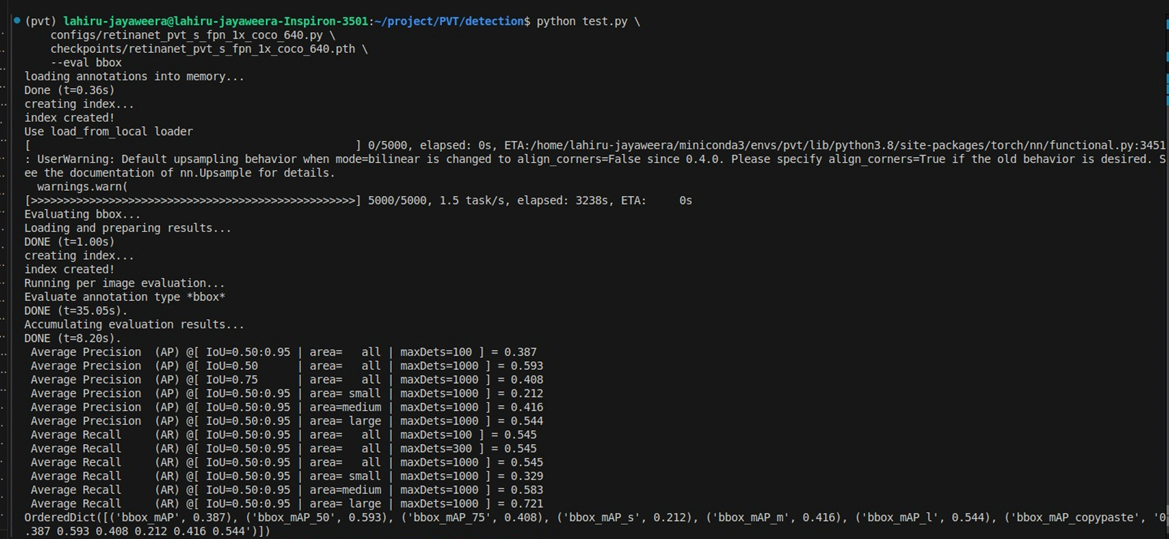 (pvt) lahiru-jayaweera@lahiru-jayaweera-Inspiron-3501:~/project/PVT/detection$ python test.py \
    configs/retinanet_pvt_s_fpn_1x_coco_640.py \
    checkpoints/retinanet_pvt_s_fpn_1x_coco_640.pth \
    --eval bbox
loading annotations into memory...
Done (t=0.36s)
creating index...
index created!
Use load_from_local loader
[                                                  ] 0/5000, elapsed: 0s, ETA:/home/lahiru-jayaweera/miniconda3/envs/pvt/lib/python3.8/site-packages/torch/nn/functional.py:3451
: UserWarning: Default upsampling behavior when mode=bilinear is changed to align_corners=False since 0.4.0. Please specify align_corners=True if the old behavior is desired. S
ee the documentation of nn.Upsample for details.
  warnings.warn(
[>>>>>>>>>>>>>>>>>>>>>>>>>>>>>>>>>>>>>>>>>>>>>>>>>>] 5000/5000, 1.5 task/s, elapsed: 3238s, ETA:     0s
Evaluating bbox...
Loading and preparing results...
DONE (t=1.00s)
creating index...
index created!
Running per image evaluation...
Evaluate annotation type *bbox*
DONE (t=35.05s).
Accumulating evaluation results...
DONE (t=8.20s).
 Average Precision  (AP) @[ IoU=0.50:0.95 | area=   all | maxDets=100 ] = 0.387
 Average Precision  (AP) @[ IoU=0.50      | area=   all | maxDets=1000 ] = 0.593
 Average Precision  (AP) @[ IoU=0.75      | area=   all | maxDets=1000 ] = 0.408
 Average Precision  (AP) @[ IoU=0.50:0.95 | area= small | maxDets=1000 ] = 0.212
 Average Precision  (AP) @[ IoU=0.50:0.95 | area=medium | maxDets=1000 ] = 0.416
 Average Precision  (AP) @[ IoU=0.50:0.95 | area= large | maxDets=1000 ] = 0.544
 Average Recall     (AR) @[ IoU=0.50:0.95 | area=   all | maxDets=100 ] = 0.545
 Average Recall     (AR) @[ IoU=0.50:0.95 | area=   all | maxDets=300 ] = 0.545
 Average Recall     (AR) @[ IoU=0.50:0.95 | area=   all | maxDets=1000 ] = 0.545
 Average Recall     (AR) @[ IoU=0.50:0.95 | area= small | maxDets=1000 ] = 0.329
 Average Recall     (AR) @[ IoU=0.50:0.95 | area=medium | maxDets=1000 ] = 0.583
 Average Recall     (AR) @[ IoU=0.50:0.95 | area= large | maxDets=1000 ] = 0.721
OrderedDict([('bbox_mAP', 0.387), ('bbox_mAP_50', 0.593), ('bbox_mAP_75', 0.408), ('bbox_mAP_s', 0.212), ('bbox_mAP_m', 0.416), ('bbox_mAP_l', 0.544), ('bbox_mAP_copypaste', '0
.387 0.593 0.408 0.212 0.416 0.544')])